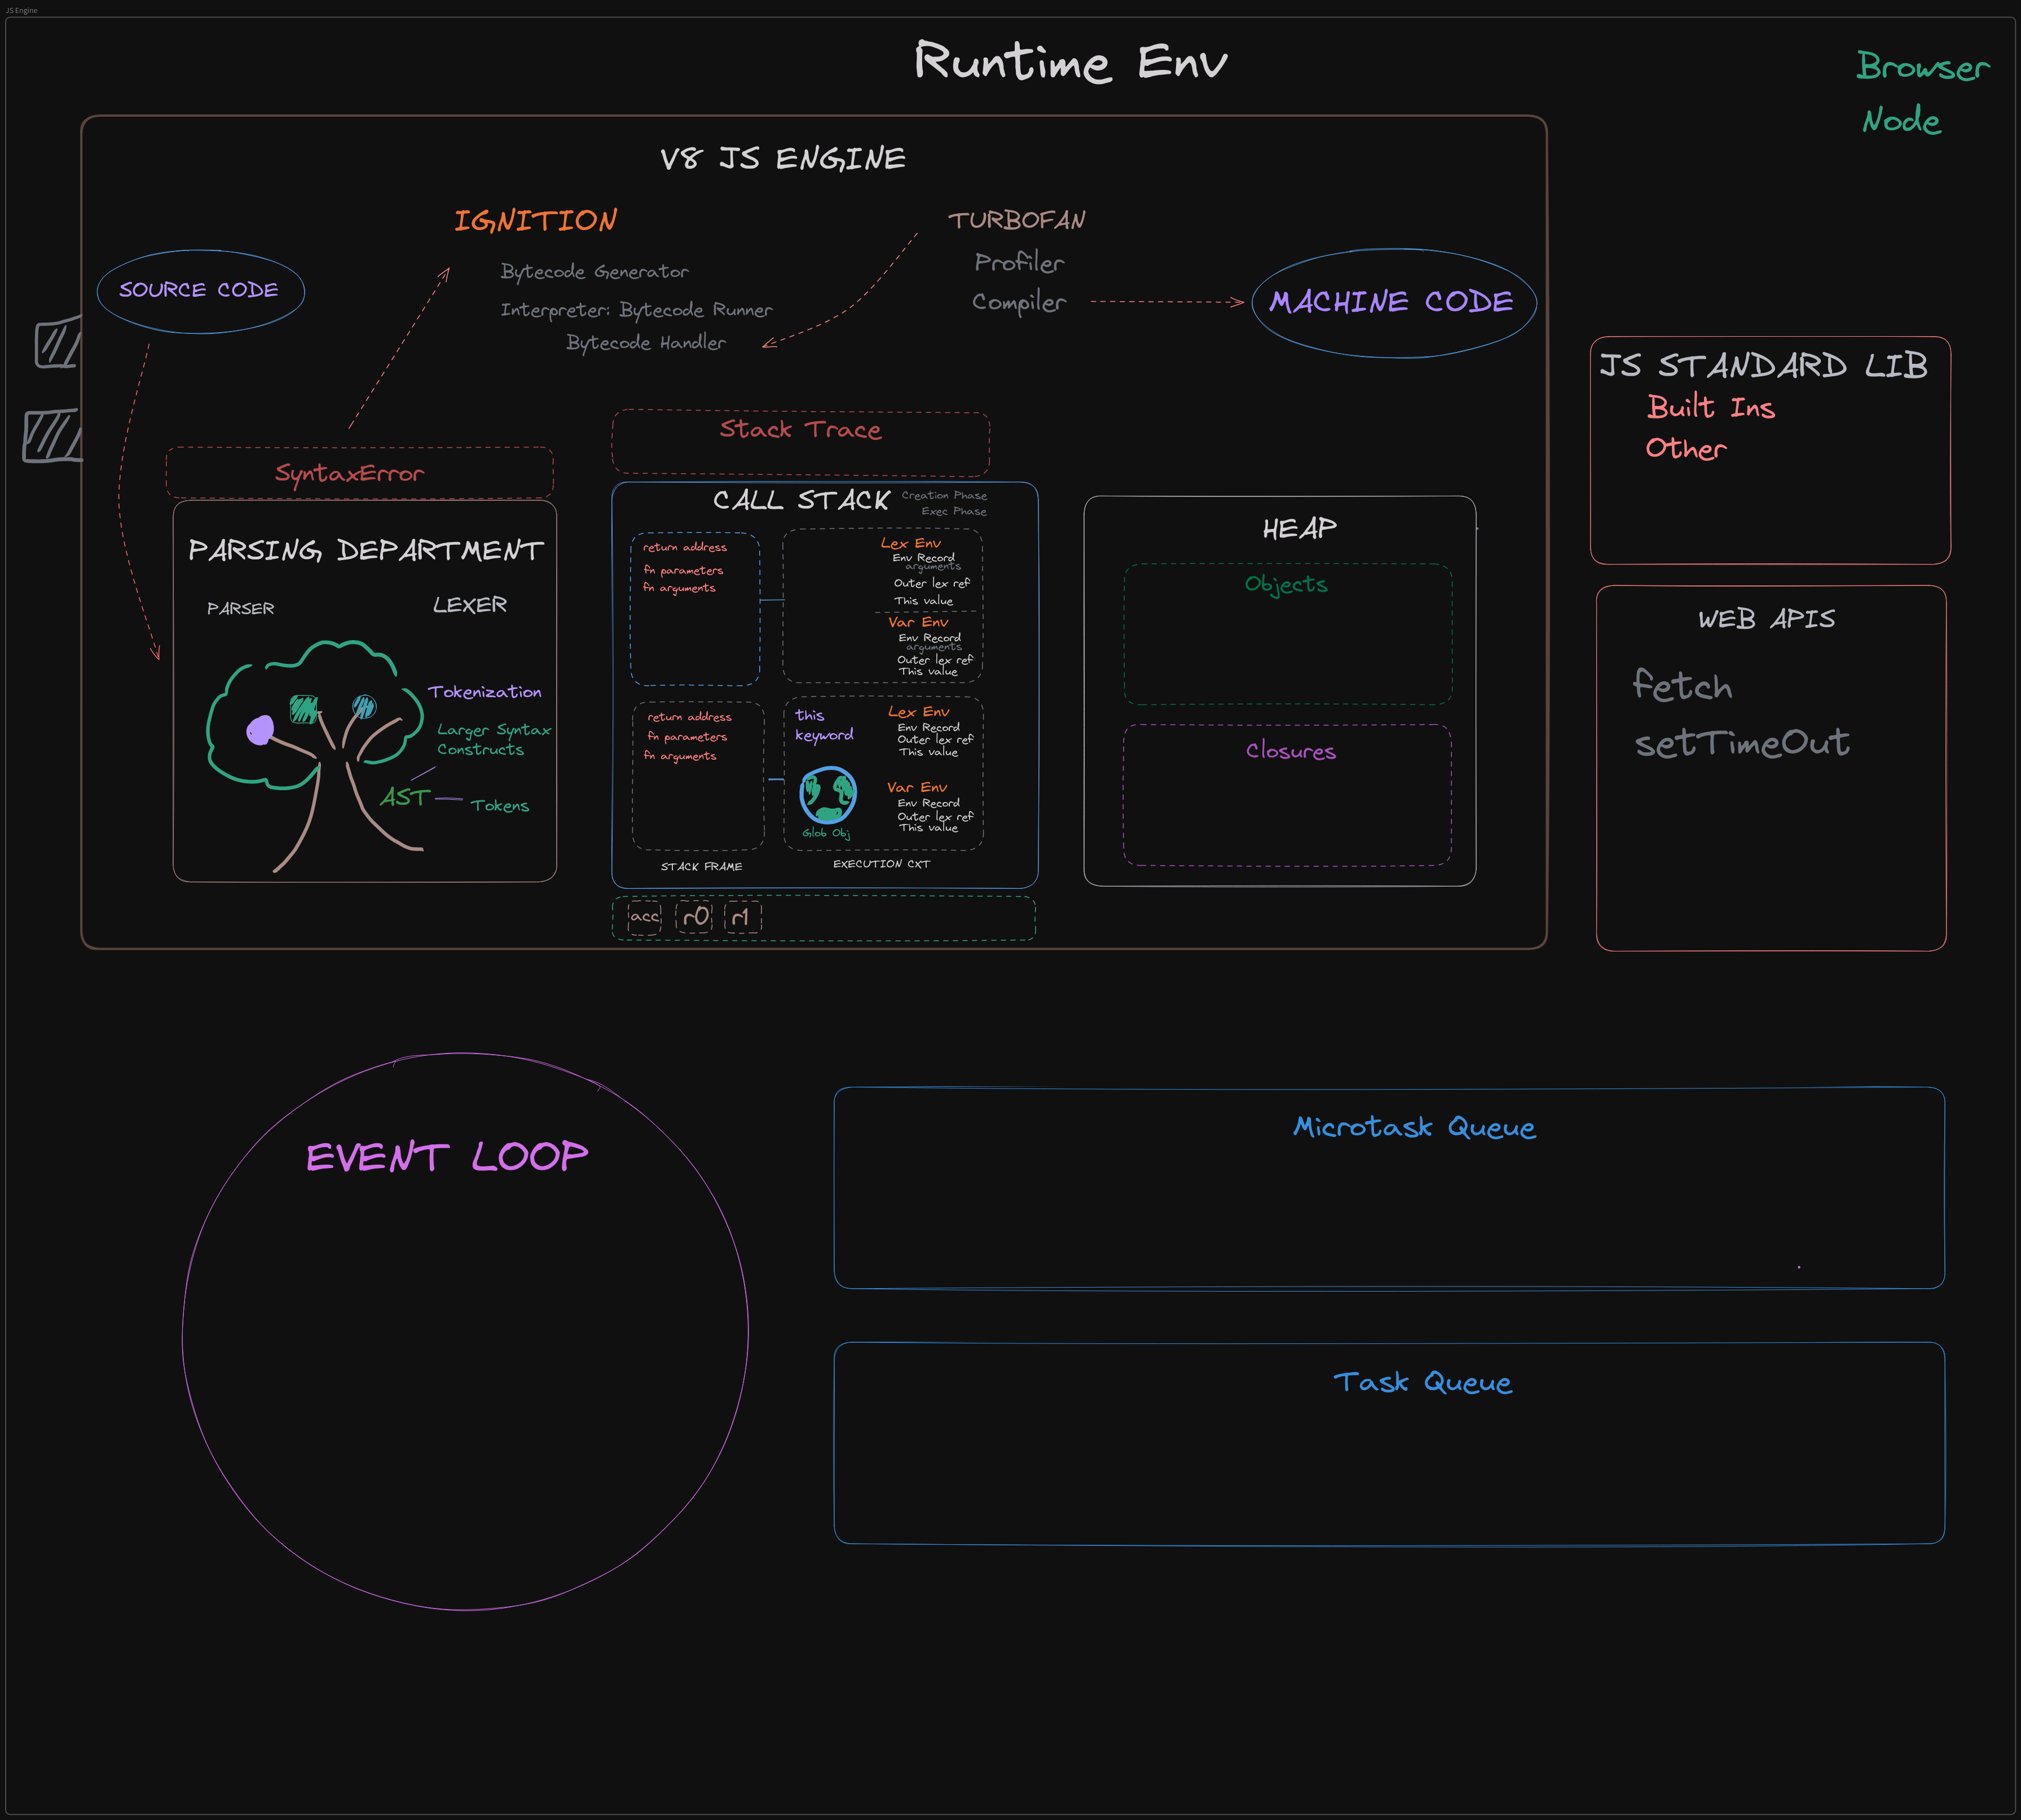 JS Engine
Runtime Env
Browser
Node
V8 JS ENGINE
IGNITION
Bytecode Generator
Interpreter: Bytecode Runner
Bytecode Handler
TURBOFAN
Profiler
Compiler
SOURCE CODE
MACHINE CODE
JS STANDARD LIB
Built Ins
Other
SyntaxError
Stack Trace
PARSING DEPARTMENT
PARSER
LEXER
Tokenization
Larger Syntax
Constructs
AST
Tokens
CALL STACK
Creation Phase
Exec Phase
return address
fn parameters
fn arguments
Lex Env
Env Record
arguments
Outer lex ref
This value
Var Env
Env Record
arguments
Outer lex ref
This value
return address
fn parameters
fn arguments
this
keyword
Glob Obj
Lex Env
Env Record
Outer lex ref
This value
Var Env
Env Record
Outer lex ref
This value
STACK FRAME
EXECUTION CXT
acc
r0
r1
HEAP
Objects
Closures
WEB APIS
fetch
setTimeOut
EVENT LOOP
Microtask Queue
Task Queue